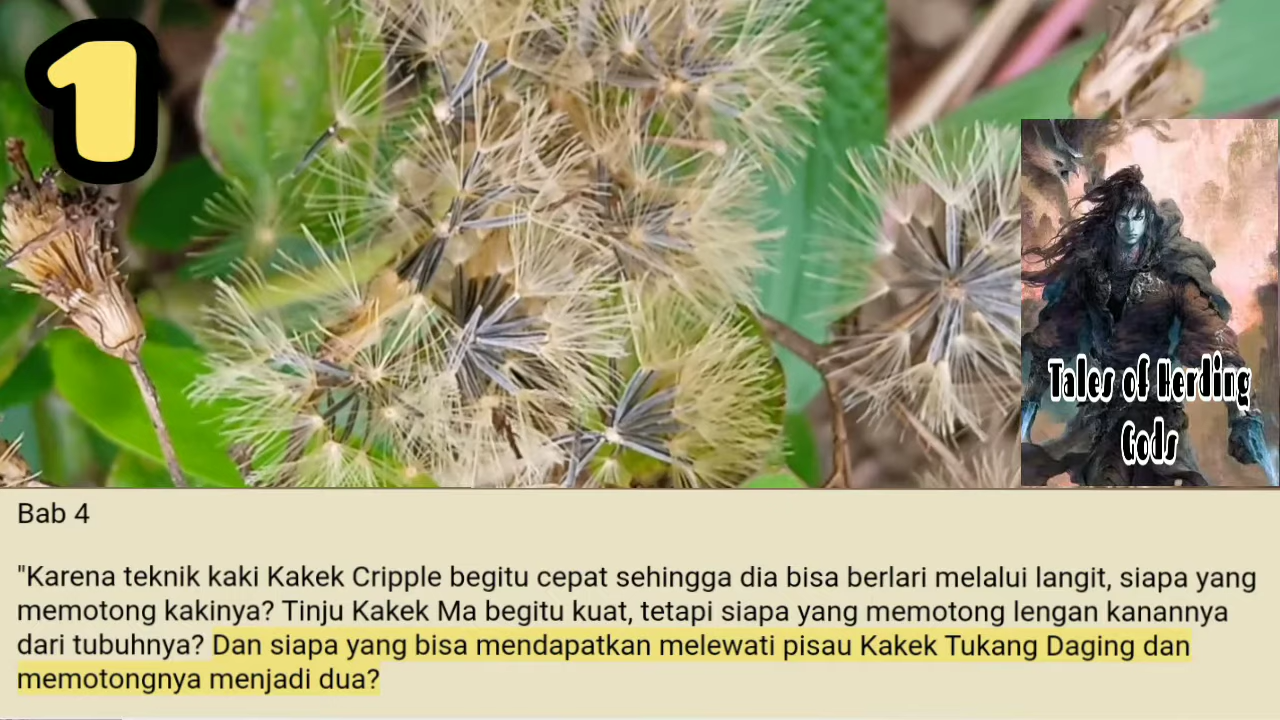 1
Tales of Herding
Gods
Bab 4
"Karena teknik kaki Kakek Cripple begitu cepat sehingga dia bisa berlari melalui langit, siapa yang
memotong kakinya? Tinju Kakek Ma begitu kuat, tetapi siapa yang memotong lengan kanannya
dari tubuhnya? Dan siapa yang bisa mendapatkan melewati pisau Kakek Tukang Daging dan
memotongnya menjadi dua?